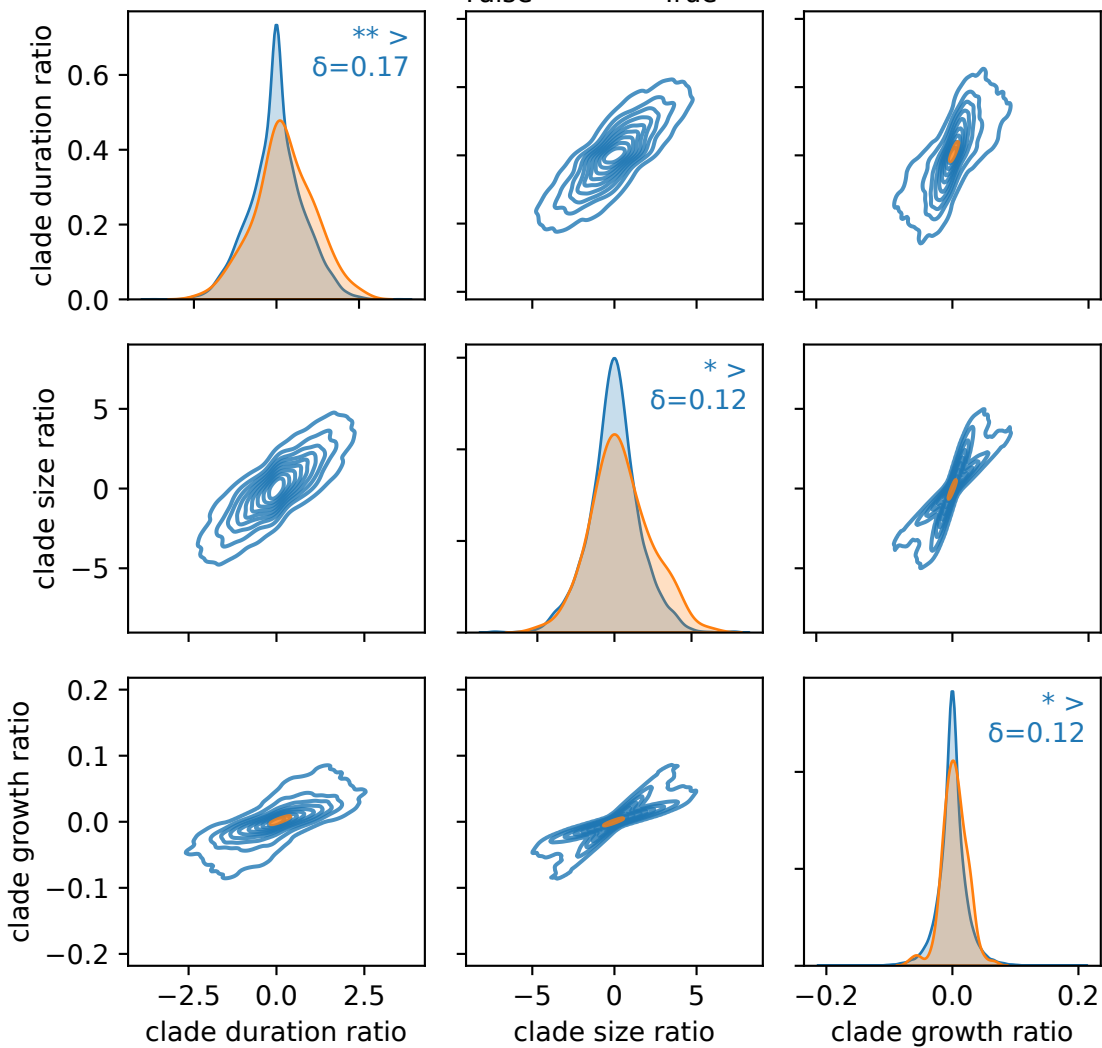 True
clade duration ratio
0.6
0.4
0.2
0.0
** >
δ=0.17
clade size ratio
5
0
−5
* >
δ=0.12
clade growth ratio
0.2
0.1
0.0
−0.1
−0.2
* >
δ=0.12
−2.5 0.0 2.5
−5 0 5
−0.2 0.0 0.2
clade duration ratio
clade size ratio
clade growth ratio